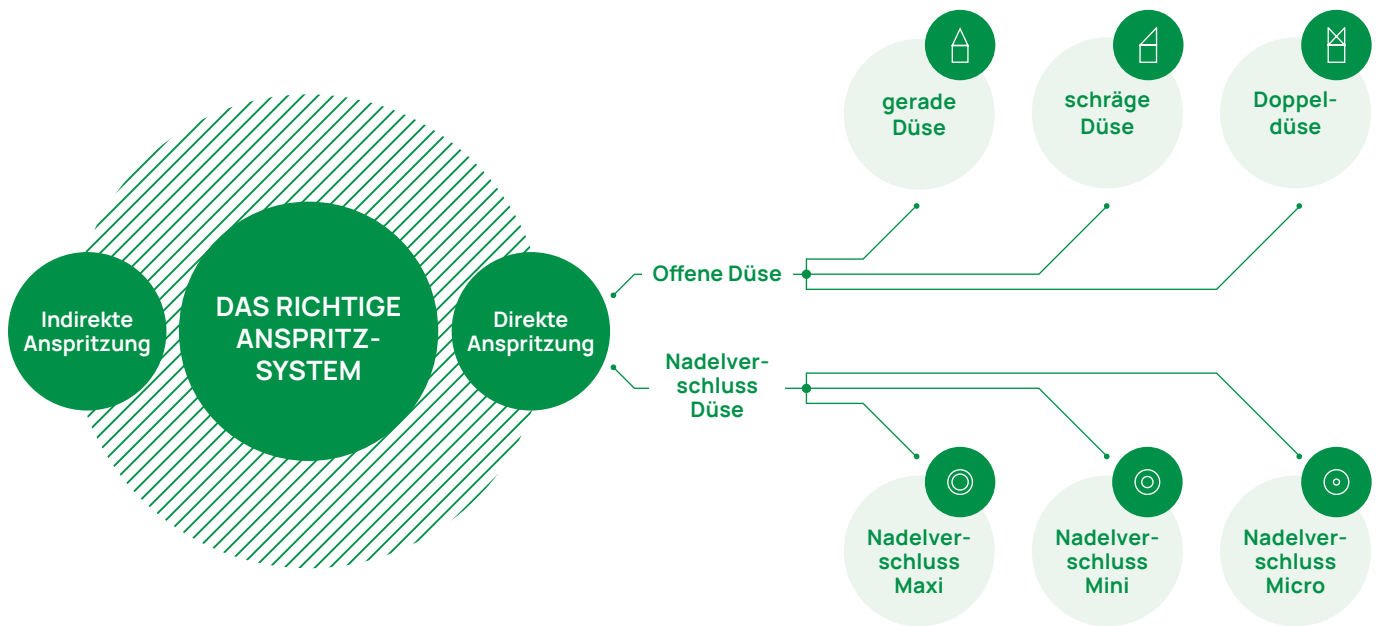 gerade
Düse
schräge
Düse
Doppel-
düse
Indirekte
Anspritzung
DAS RICHTIGE
ANSPRITZ-
SYSTEM
Direkte
Anspritzung
Offene Düse
Nadelver-
schluss
Düse
Nadelver-
schluss
Maxi
Nadelver-
schluss
Mini
Nadelver-
schluss
Micro